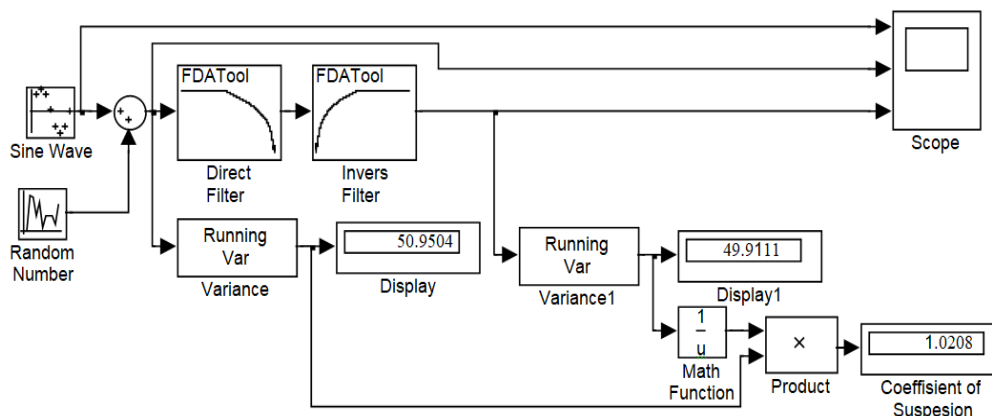 FDATool
FDATool
Sine Wave
Direct
Filter
Invers
Filter
Scope
Random
Number
Running
Var
Variance
50.9504
Display
Running
Var
Variance1
49.9111
Display1
1
u
Math
Function
×
Product
1.0208
Coeffisient of
Suspesion